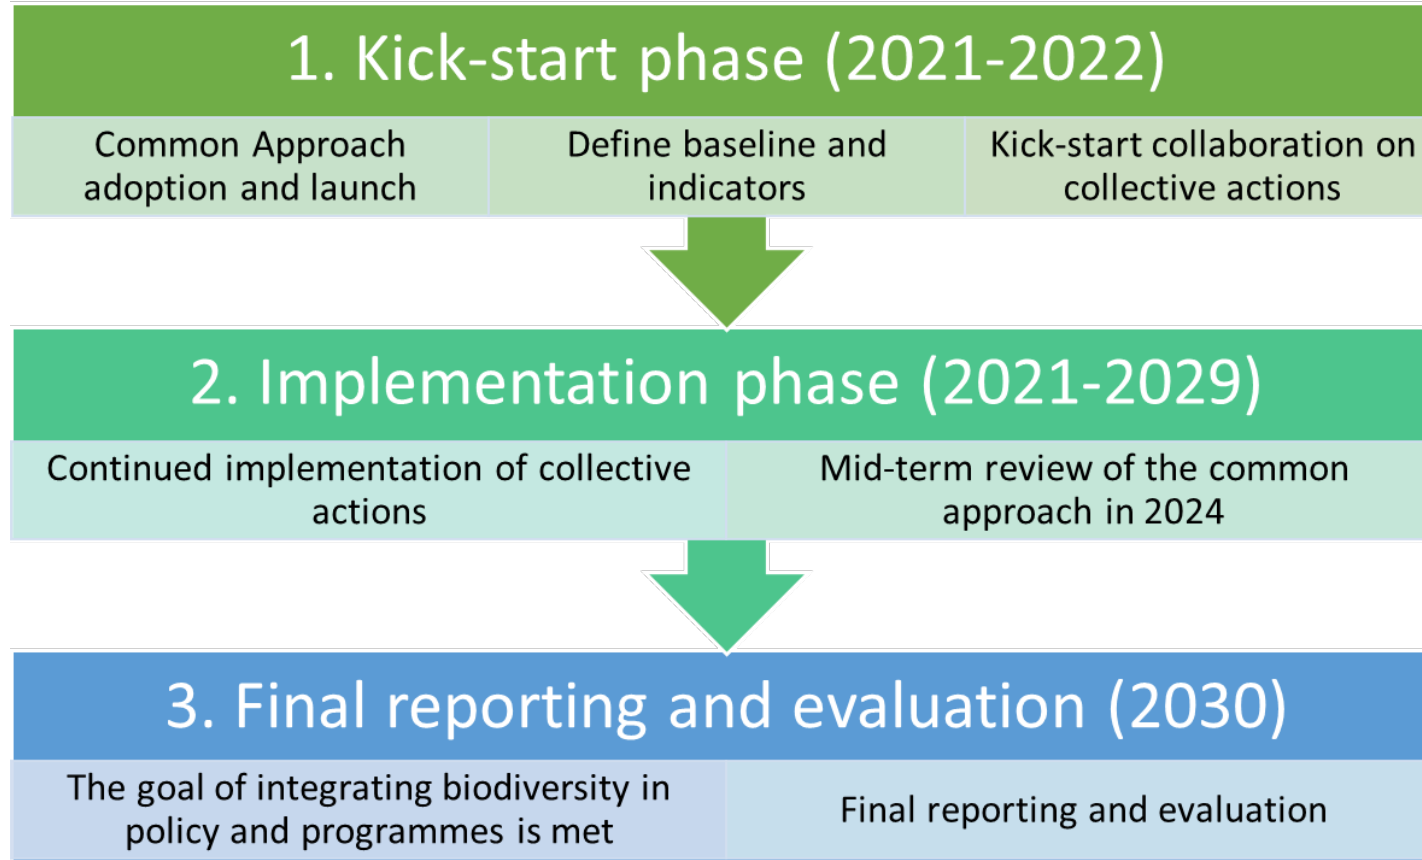 1. Kick-start phase (2021-2022)
Common Approach
adoption and launch
Define baseline and
indicators
Kick-start collaboration on
collective actions
2. Implementation phase (2021-2029)
Continued implementation of collective
actions
Mid-term review of the common
approach in 2024
3. Final reporting and evaluation (2030)
The goal of integrating biodiversity in
policy and programmes is met
Final reporting and evaluation